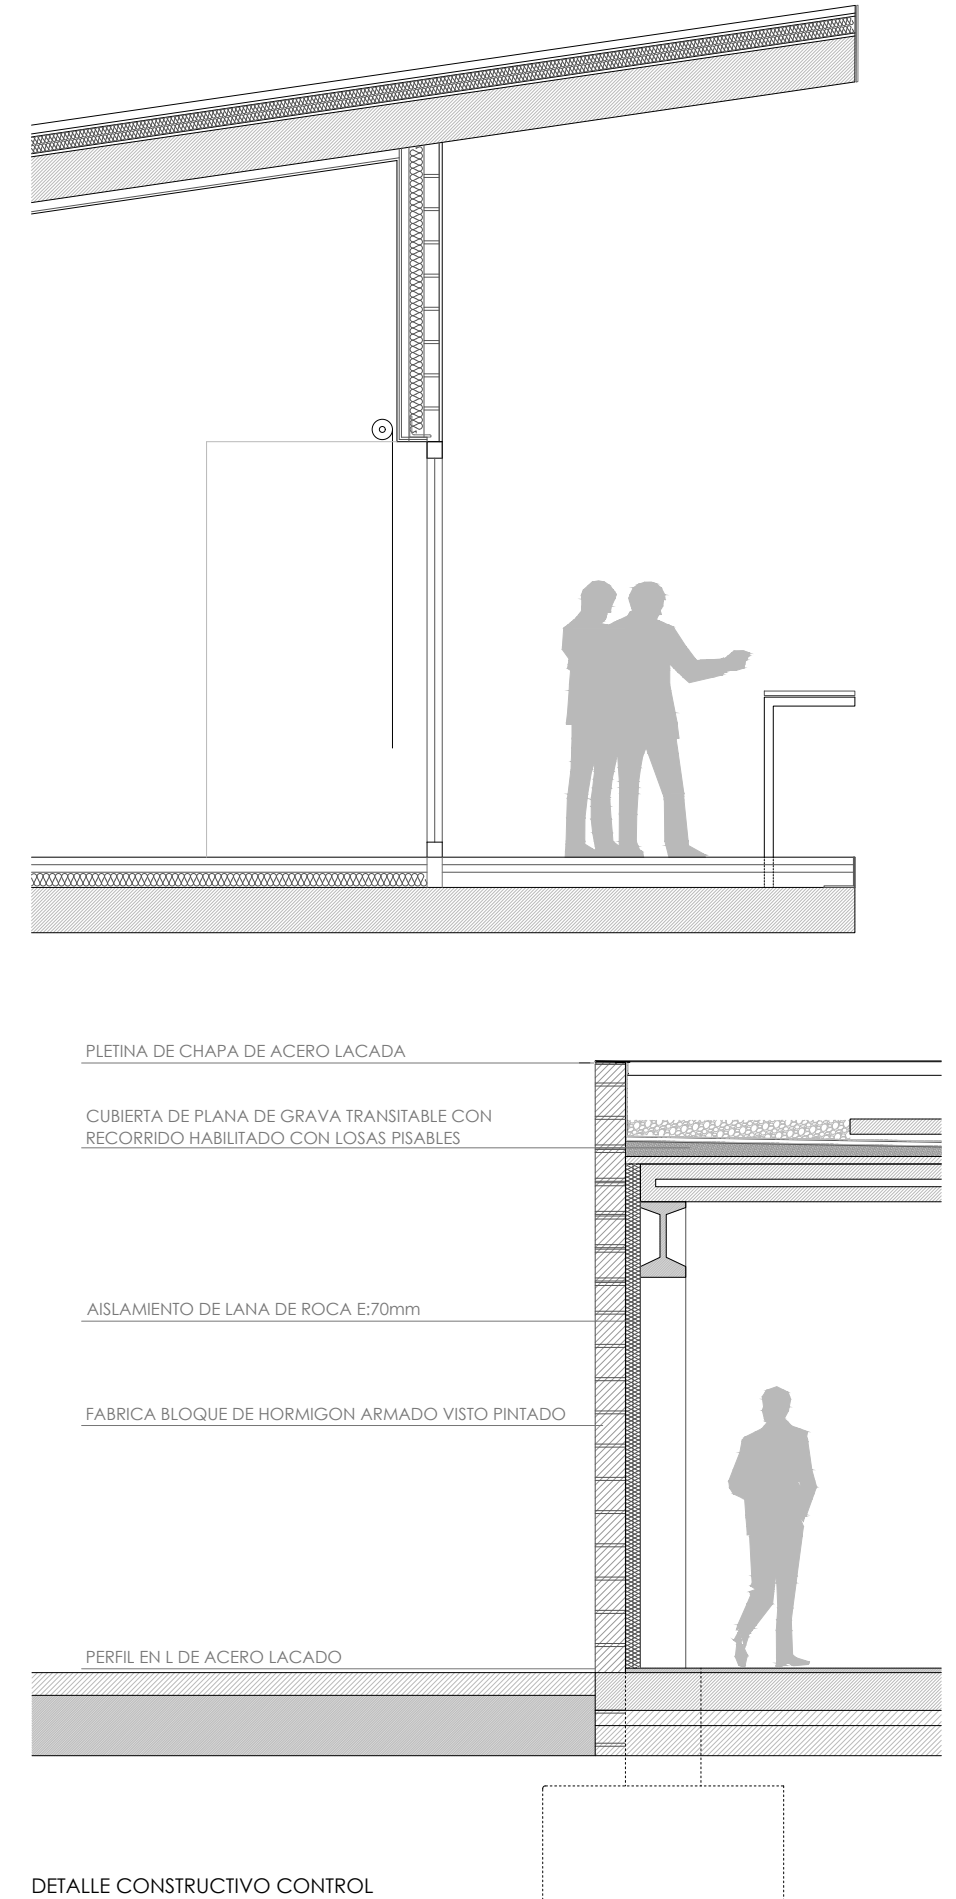 PLETINA DE CHAPA DE ACERO LACADA
CUBIERTA DE PLANA DE GRAVA TRANSITABLE CON
RECORRIDO HABILITADO CON LOSAS PISABLES
AISLAMIENTO DE LANA DE ROCA E:70mm
FABRICA BLOQUE DE HORMIGON ARMADO VISTO PINTADO
PERFIL EN L DE ACERO LACADO
DETALLE CONSTRUCTIVO CONTROL